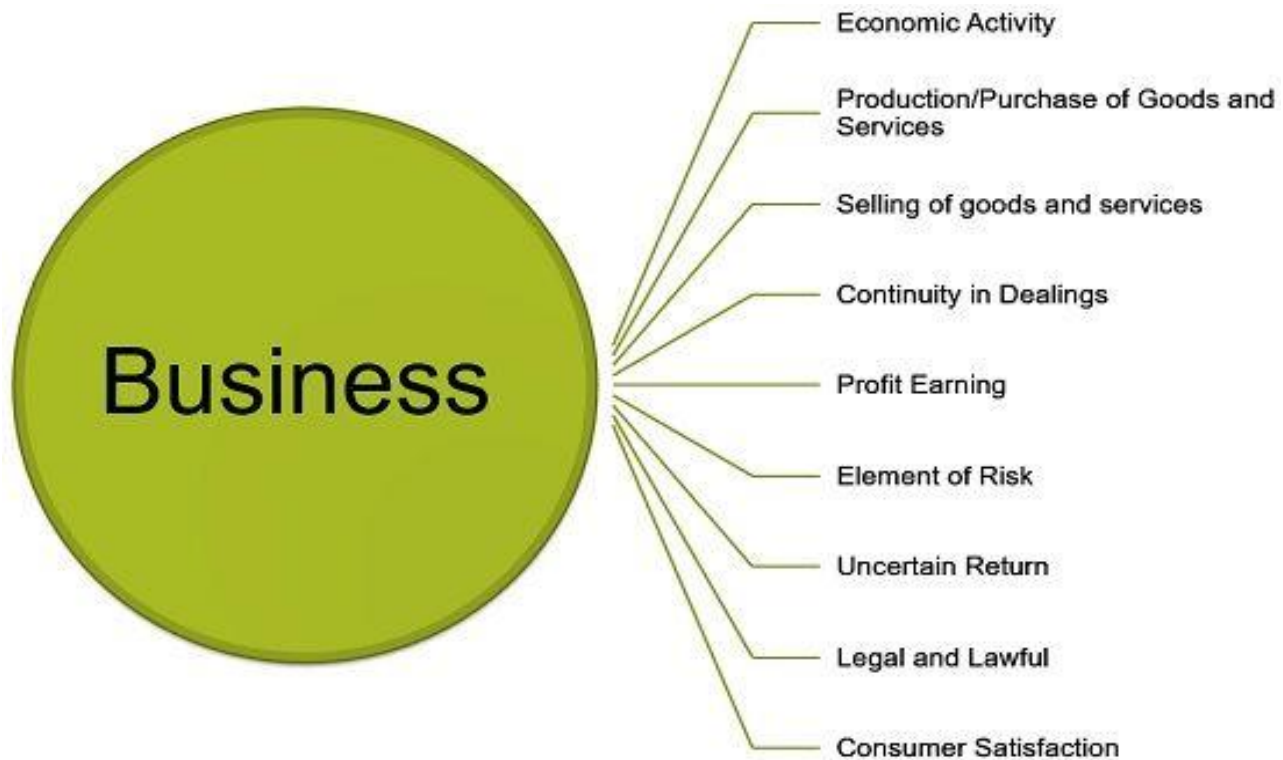 Business
Economic Activity
Production/Purchase of Goods and
Services
Selling of goods and services
Continuity in Dealings
Profit Earning
Element of Risk
Uncertain Return
Legal and Lawful
Consumer Satisfaction